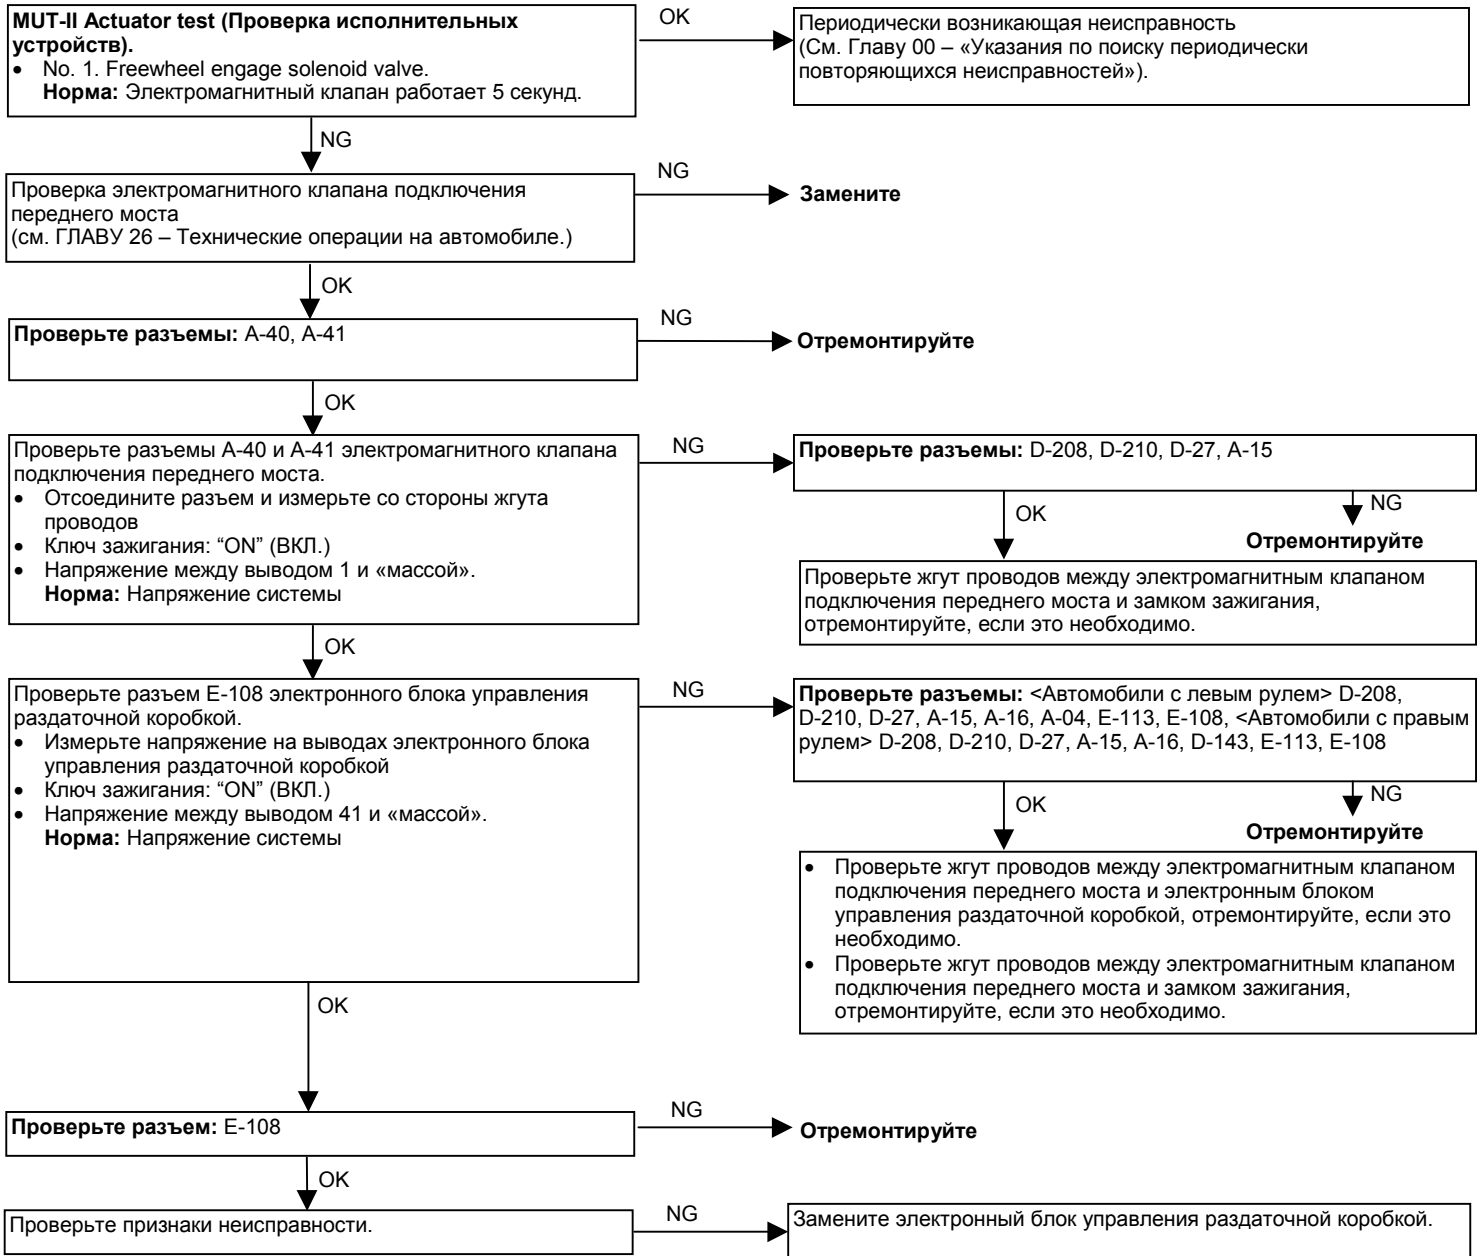 MUT-II Actuator test (Проверка исполнительных
устройств).
• No. 1. Freewheel engage solenoid valve.
Норма: Электромагнитный клапан работает 5 секунд.
OK
Периодически возникающая неисправность
(См. Главу 00 – «Указания по поиску периодически
повторяющихся неисправностей»).
NG
Проверка электромагнитного клапана подключения
переднего моста
(см. ГЛАВУ 26 – Технические операции на автомобиле.)
NG
Замените
OK
Проверьте разъемы: A-40, A-41
NG
Отремонтируйте
OK
Проверьте разъемы A-40 и A-41 электромагнитного клапана
подключения переднего моста.
• Отсоедините разъем и измерьте со стороны жгута
проводов
• Ключ зажигания: “ON” (ВКЛ.)
• Напряжение между выводом 1 и «массой».
Норма: Напряжение системы
NG
Проверьте разъемы: D-208, D-210, D-27, A-15
OK
NG
Отремонтируйте
Проверьте жгут проводов между электромагнитным клапаном
подключения переднего моста и замком зажигания,
отремонтируйте, если это необходимо.
OK
Проверьте разъем E-108 электронного блока управления
раздаточной коробкой.
• Измерьте напряжение на выводах электронного блока
управления раздаточной коробкой
• Ключ зажигания: “ON” (ВКЛ.)
• Напряжение между выводом 41 и «массой».
Норма: Напряжение системы
NG
Проверьте разъемы: <Автомобили с левым рулем> D-208,
D-210, D-27, A-15, A-16, A-04, E-113, E-108, <Автомобили с правым
рулем> D-208, D-210, D-27, A-15, A-16, D-143, E-113, E-108
OK
NG
Отремонтируйте
• Проверьте жгут проводов между электромагнитным клапаном
подключения переднего моста и электронным блоком
управления раздаточной коробкой, отремонтируйте, если это
необходимо.
• Проверьте жгут проводов между электромагнитным клапаном
подключения переднего моста и замком зажигания,
отремонтируйте, если это необходимо.
OK
Проверьте разъем: E-108
NG
Отремонтируйте
OK
Проверьте признаки неисправности.
NG
Замените электронный блок управления раздаточной коробкой.